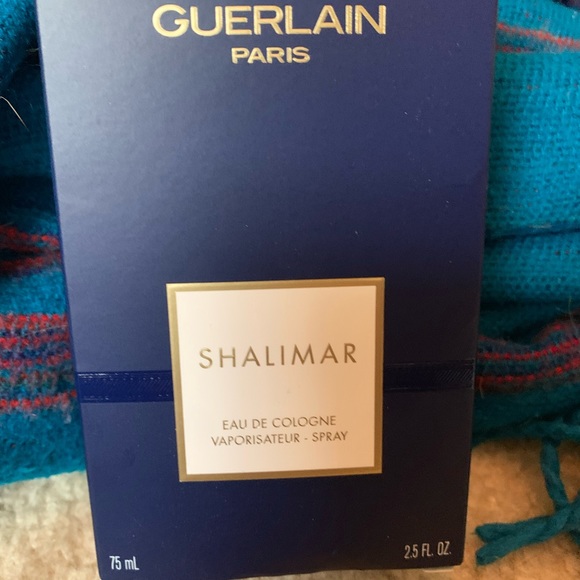 GUERLAIN
PARIS
SHALIMAR
EAU DE COLOGNE
VAPORISATEUR - SPRAY
75 mL
2.5 FL. OZ.